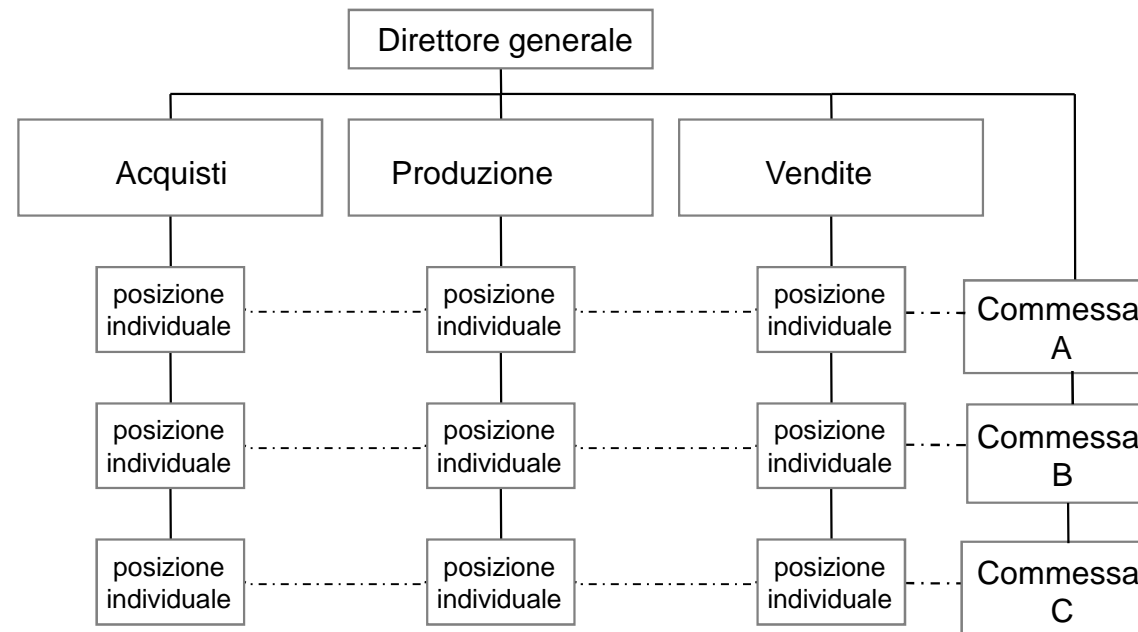 Direttore generale
Acquisti
Produzione
Vendite
posizione
individuale
posizione
individuale
posizione
individuale
Commessa
A
posizione
individuale
posizione
individuale
posizione
individuale
Commessa
B
posizione
individuale
posizione
individuale
posizione
individuale
Commessa
C